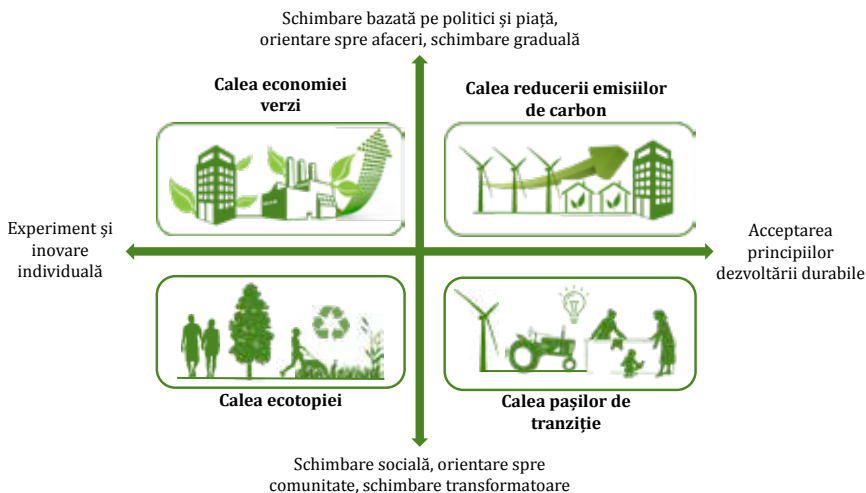 Schimbare bazată pe politici și piață,
orientare spre afaceri, schimbare graduală
Calea economiei
verzi
Calea reducerii emisiilor
de carbon
Experiment și
inovare
individuală
Acceptarea
principiilor
dezvoltării durabile
Calea ecotopiei
Calea pașilor de
tranziție
Schimbare socială, orientare spre
comunitate, schimbare transformatoare